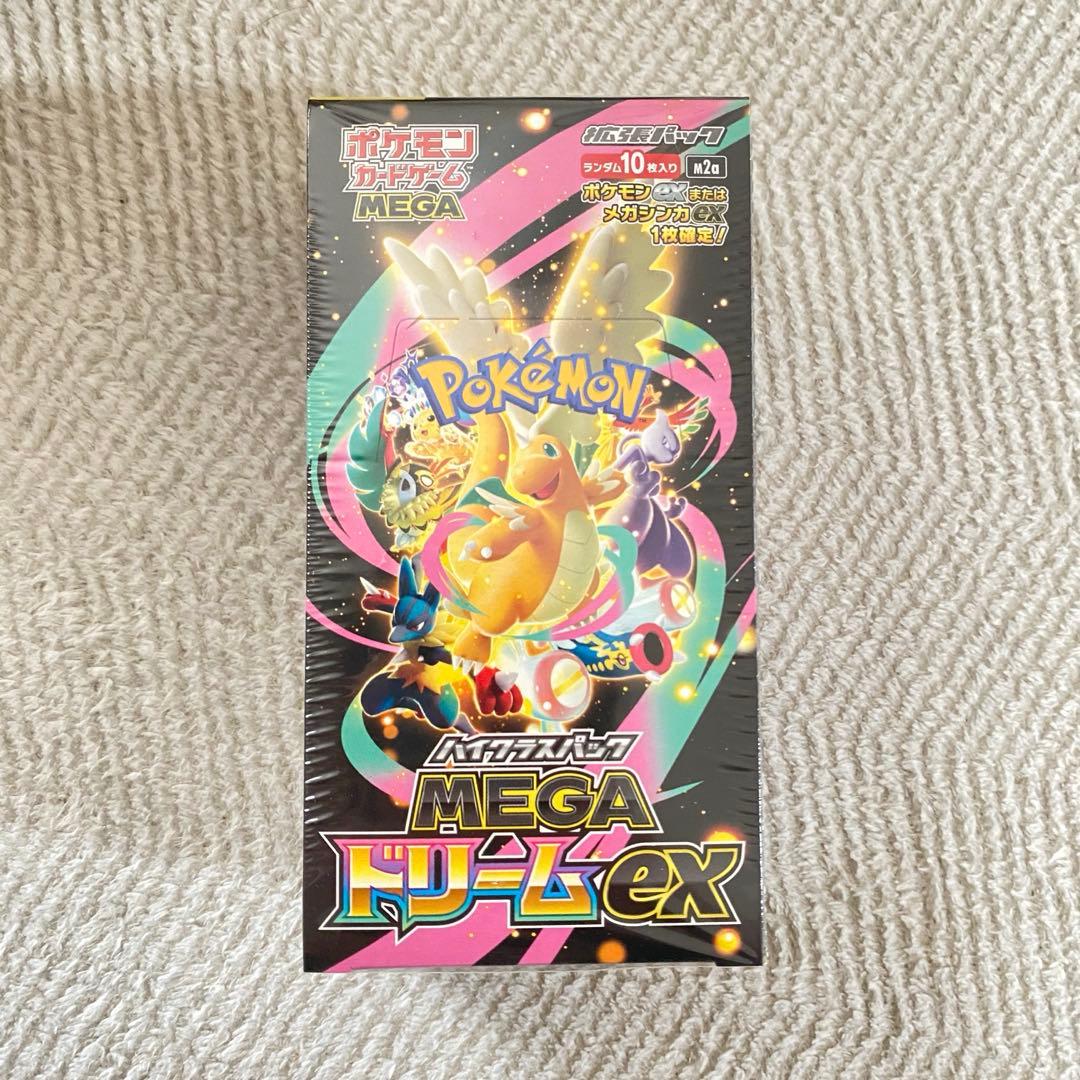 ポケモン
カードゲーム
MEGA
拡張パック
ランダム10枚入り M2a
ポケモンexまたは
メガシンカex
1枚確定!
POKéMON
ハイクラスパック
MEGA
ドリームex